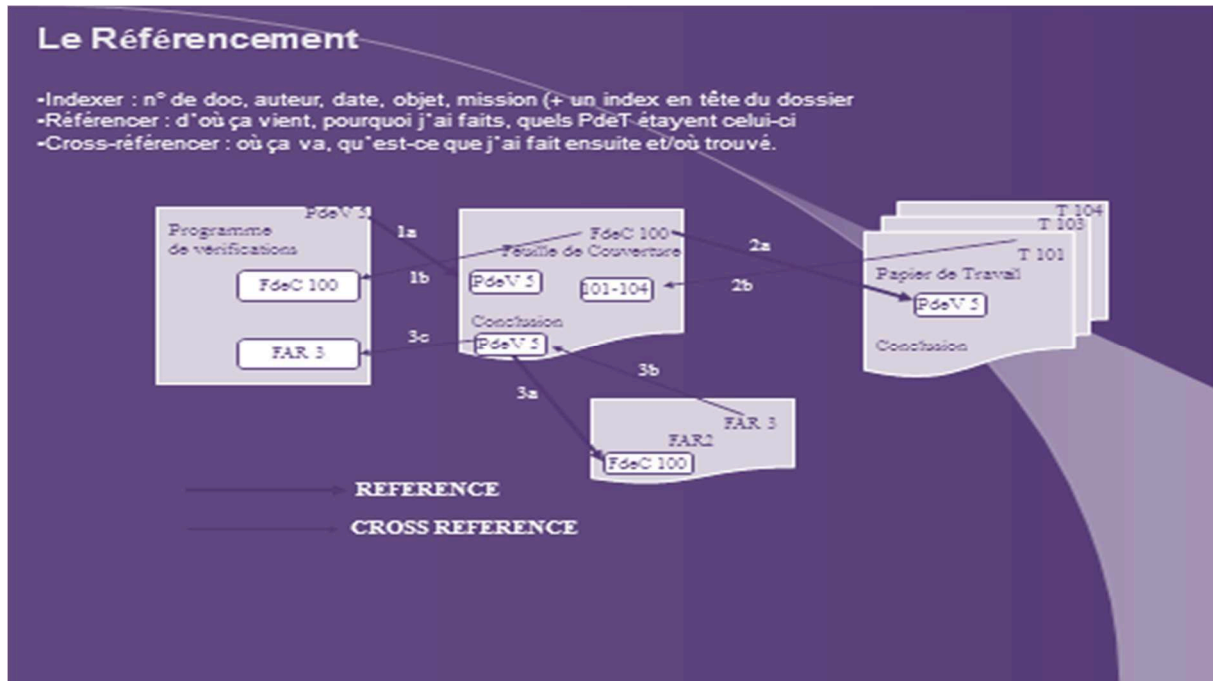 Le Référencement
-Indexer : n° de doc, auteur, date, objet, mission (+ un index en tête du dossier
-Référencer : d'où ça vient, pourquoi j'ai faits, quels PdeT étayent celui-ci
-Cross-référencer : où ça va, qu'est-ce que j'ai fait ensuite et/où trouvé.
PdeV 5
Programme
de vérifications
FdeC 100
FAR 3
1a
1b
3c
FdeC 100
Feuille de Couverture
PdeV 5
101-104
Conclusion
PdeV 5
2a
2b
3b
3a
T 104
T 103
T 101
Papier de Travail
PdeV 5
Conclusion
FAR 3
FAR2
FdeC 100
REFERENCE
CROSS REFERENCE